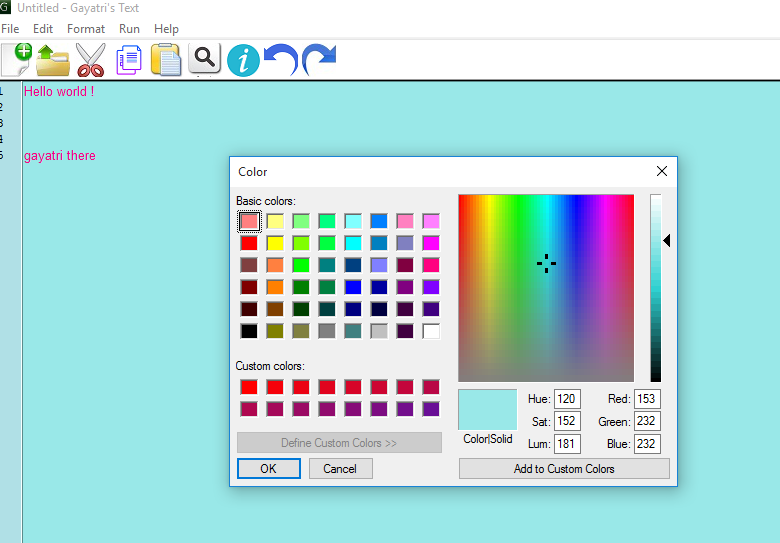 G Untitled - Gayatri's Text
File Edit Format Run Help
1 Hello world !
2
3
4
5 gayatri there
Color
Basic colors:
Custom colors:
Define Custom Colors >>
OK Cancel
Color|Solid
Hue: 120 Red: 153
Sat: 152 Green: 232
Lum: 181 Blue: 232
Add to Custom Colors